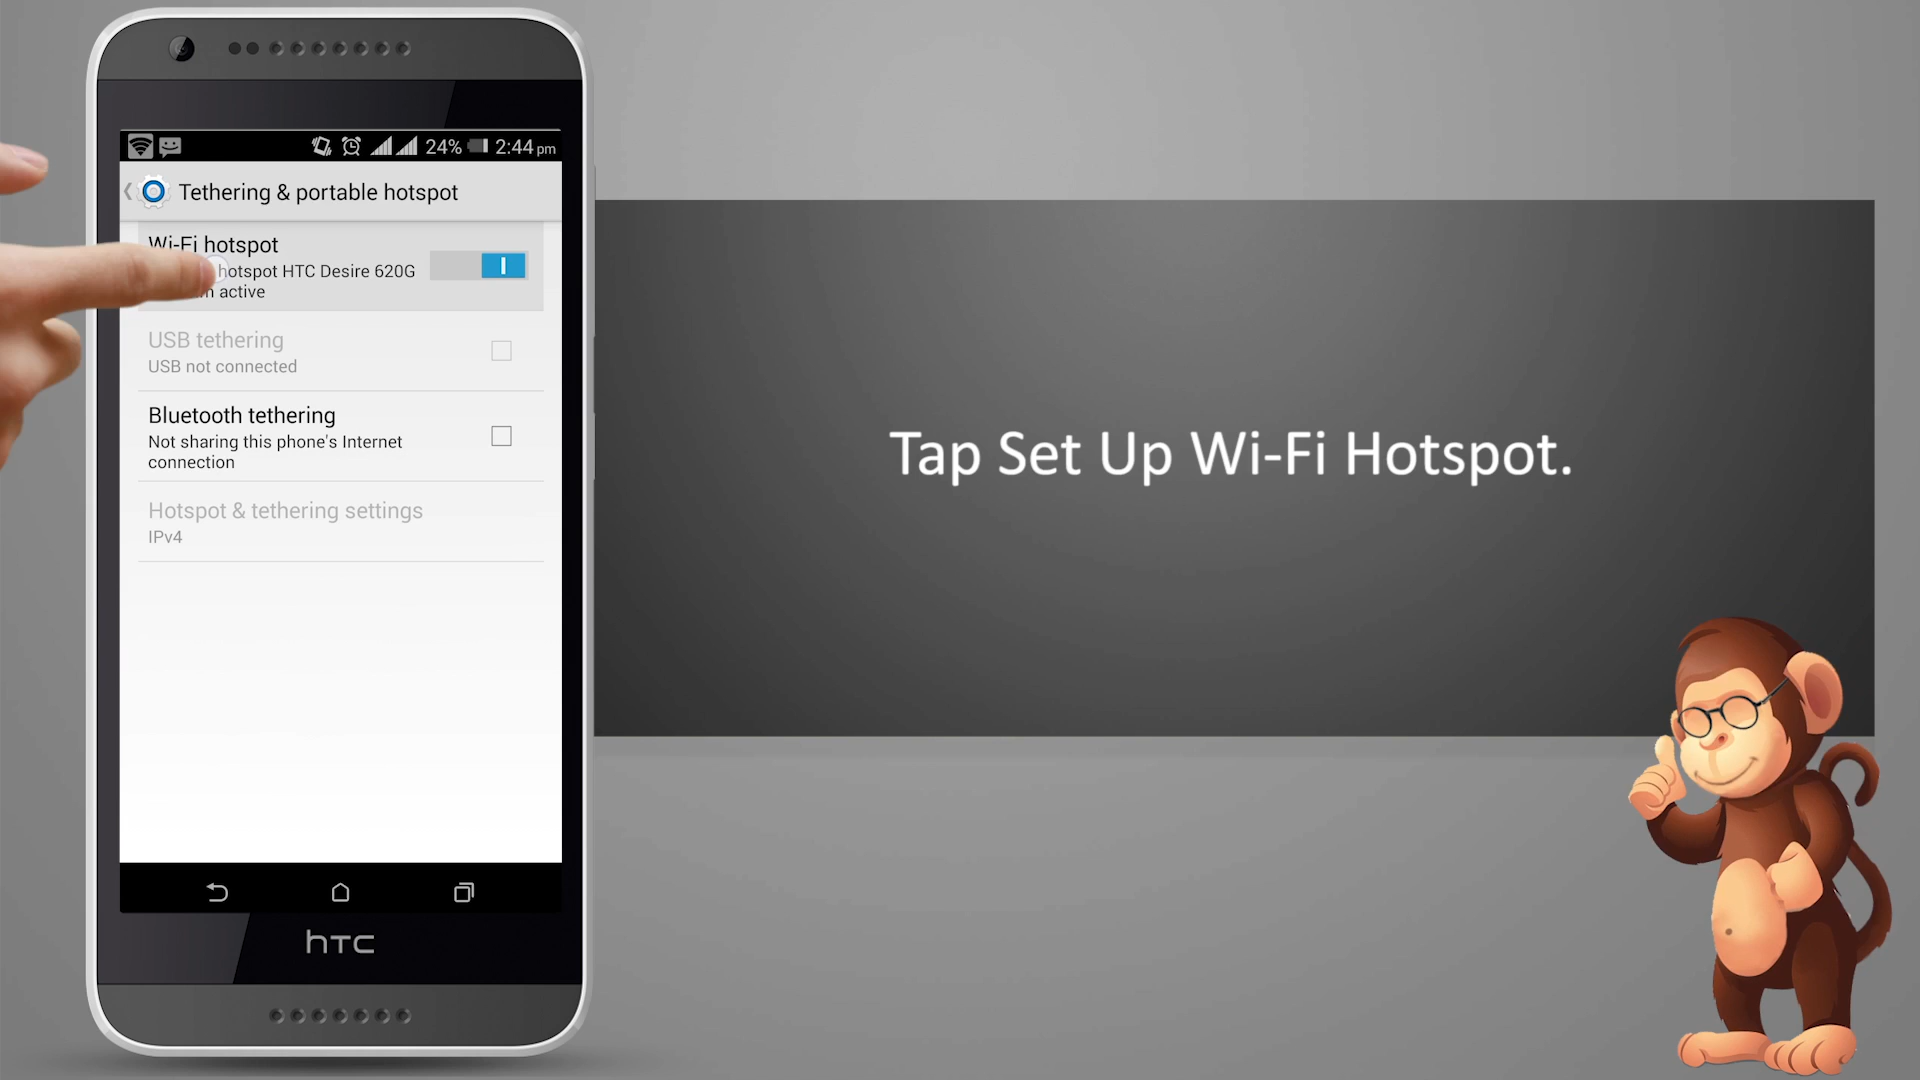 24% 2:44 pm
Tethering & portable hotspot
Wi-Fi hotspot
hotspot HTC Desire 620G
active
USB tethering
USB not connected
Bluetooth tethering
Not sharing this phone's Internet
connection
Hotspot & tethering settings
IPv4
hTC
Tap Set Up Wi-Fi Hotspot.